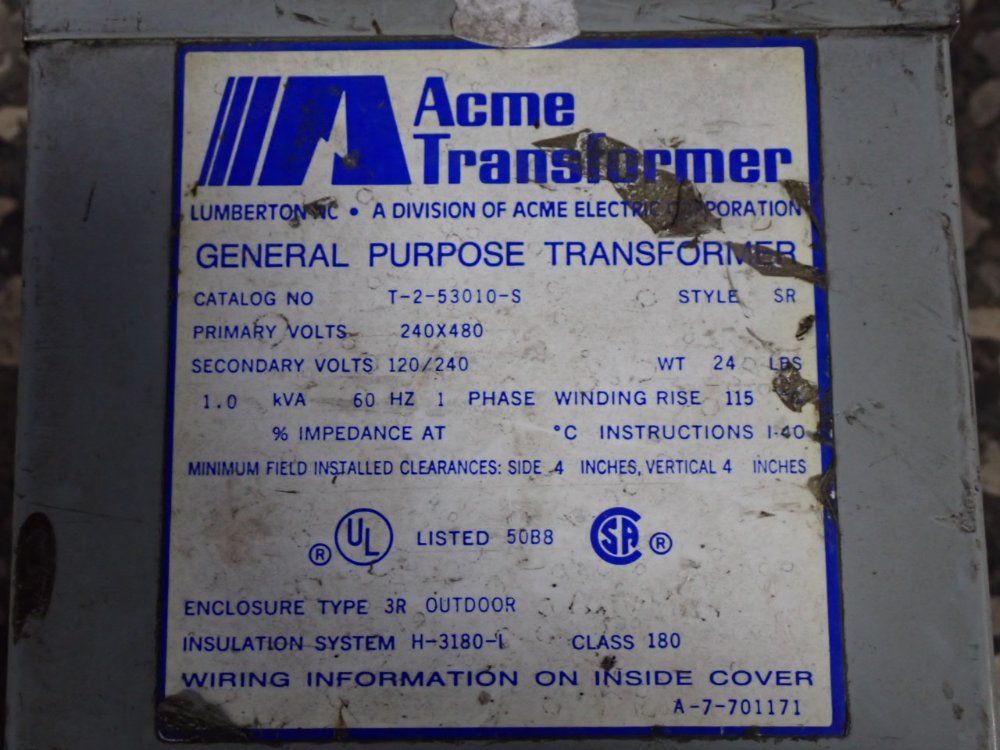 Acme
Transformer
LUMBERTON NC • A DIVISION OF ACME ELECTRIC CORPORATION
GENERAL PURPOSE TRANSFORMER
CATALOG NO T-2-53010-S STYLE SR
PRIMARY VOLTS 240X480
SECONDARY VOLTS 120/240 WT 24 LBS
1.0 kVA 60 HZ 1 PHASE WINDING RISE 115
% IMPEDANCE AT °C INSTRUCTIONS I-40
MINIMUM FIELD INSTALLED CLEARANCES: SIDE 4 INCHES, VERTICAL 4 INCHES
® UL LISTED 50B8 SA ®
ENCLOSURE TYPE 3R OUTDOOR
INSULATION SYSTEM H-3180-1 CLASS 180
WIRING INFORMATION ON INSIDE COVER
A-7-701171